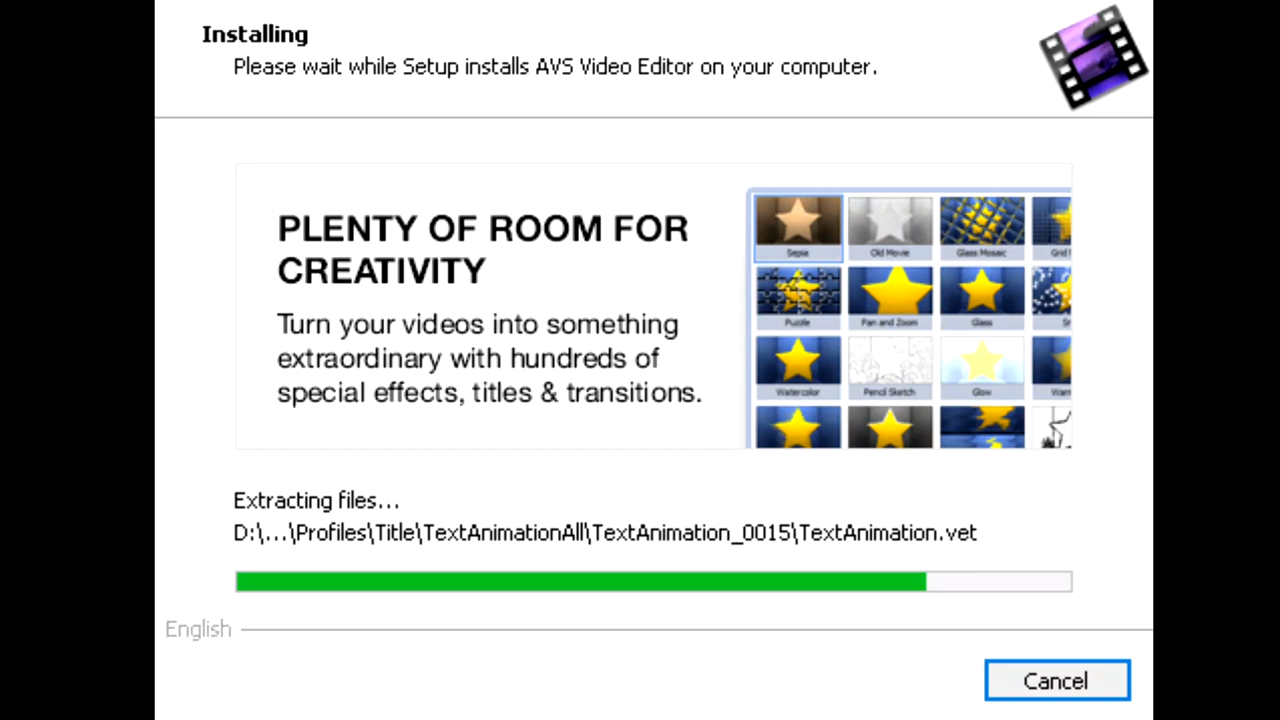 Installing
Please wait while Setup installs AVS Video Editor on your computer.
PLENTY OF ROOM FOR
CREATIVITY
Turn your videos into something
extraordinary with hundreds of
special effects, titles & transitions.
Sepia Old Movie Glass Mosaic
Puzzle Pan and Zoom Glass
Watercolor Pencil Sketch Glow
Extracting files...
D:\...\Profiles\Title\TextAnimationAll\TextAnimation_0015\TextAnimation.vet
English
Cancel